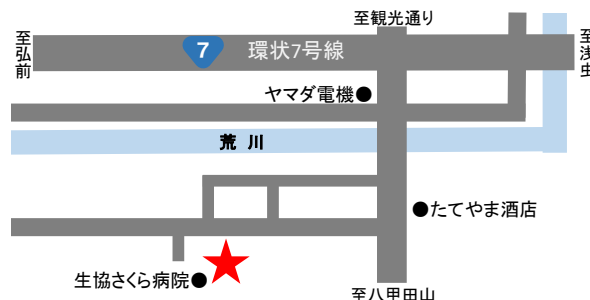 至観光通り
至弘前
7
環状7号線
至浅虫
ヤマダ電機
荒 川
たてやま酒店
生協さくら病院
至八甲田山